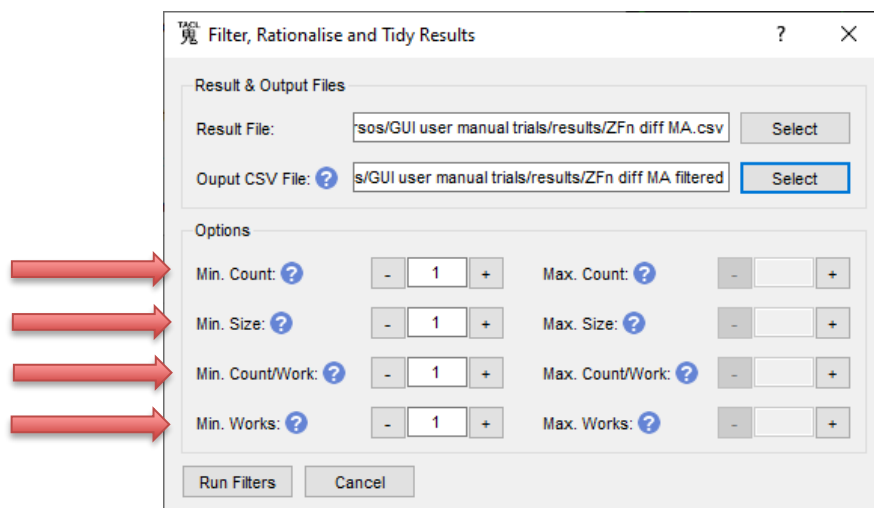 TACL
鬼 Filter, Rationalise and Tidy Results ? ×
Result & Output Files
Result File: rsos/GUI user manual trials/results/ZFn diff MA.csv Select
Ouput CSV File: ? s/GUI user manual trials/results/ZFn diff MA filtered Select
Options
Min. Count: ? - 1 + Max. Count: ? - +
Min. Size: ? - 1 + Max. Size: ? - +
Min. Count/Work: ? - 1 + Max. Count/Work: ? - +
Min. Works: ? - 1 + Max. Works: ? - +
Run Filters Cancel